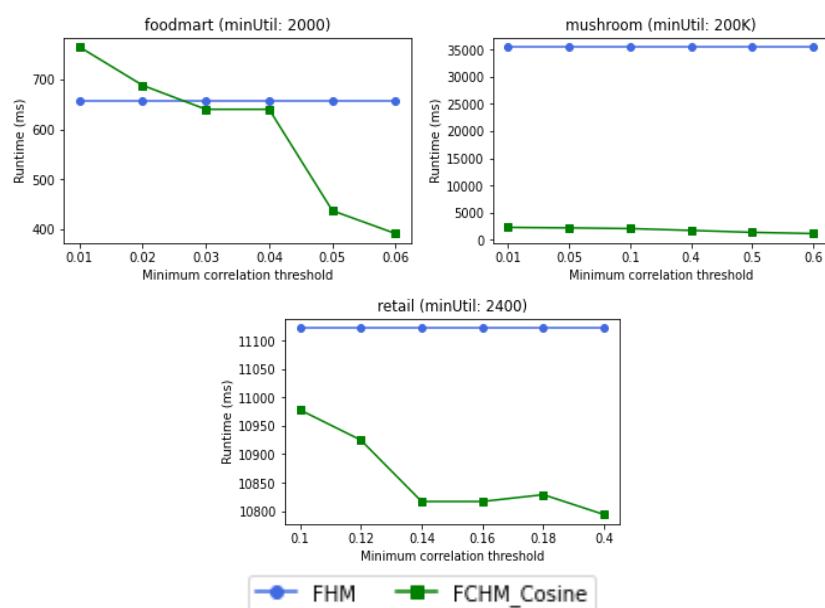 foodmart (minUtil: 2000)
700
600
500
400
Runtime (ms)
0.01 0.02 0.03 0.04 0.05 0.06
Minimum correlation threshold
mushroom (minUtil: 200K)
35000
30000
25000
20000
15000
10000
5000
0
Runtime (ms)
0.01 0.05 0.1 0.4 0.5 0.6
Minimum correlation threshold
retail (minUtil: 2400)
11100
11050
11000
10950
10900
10850
10800
Runtime (ms)
0.1 0.12 0.14 0.16 0.18 0.4
Minimum correlation threshold
FHM FCHM_Cosine